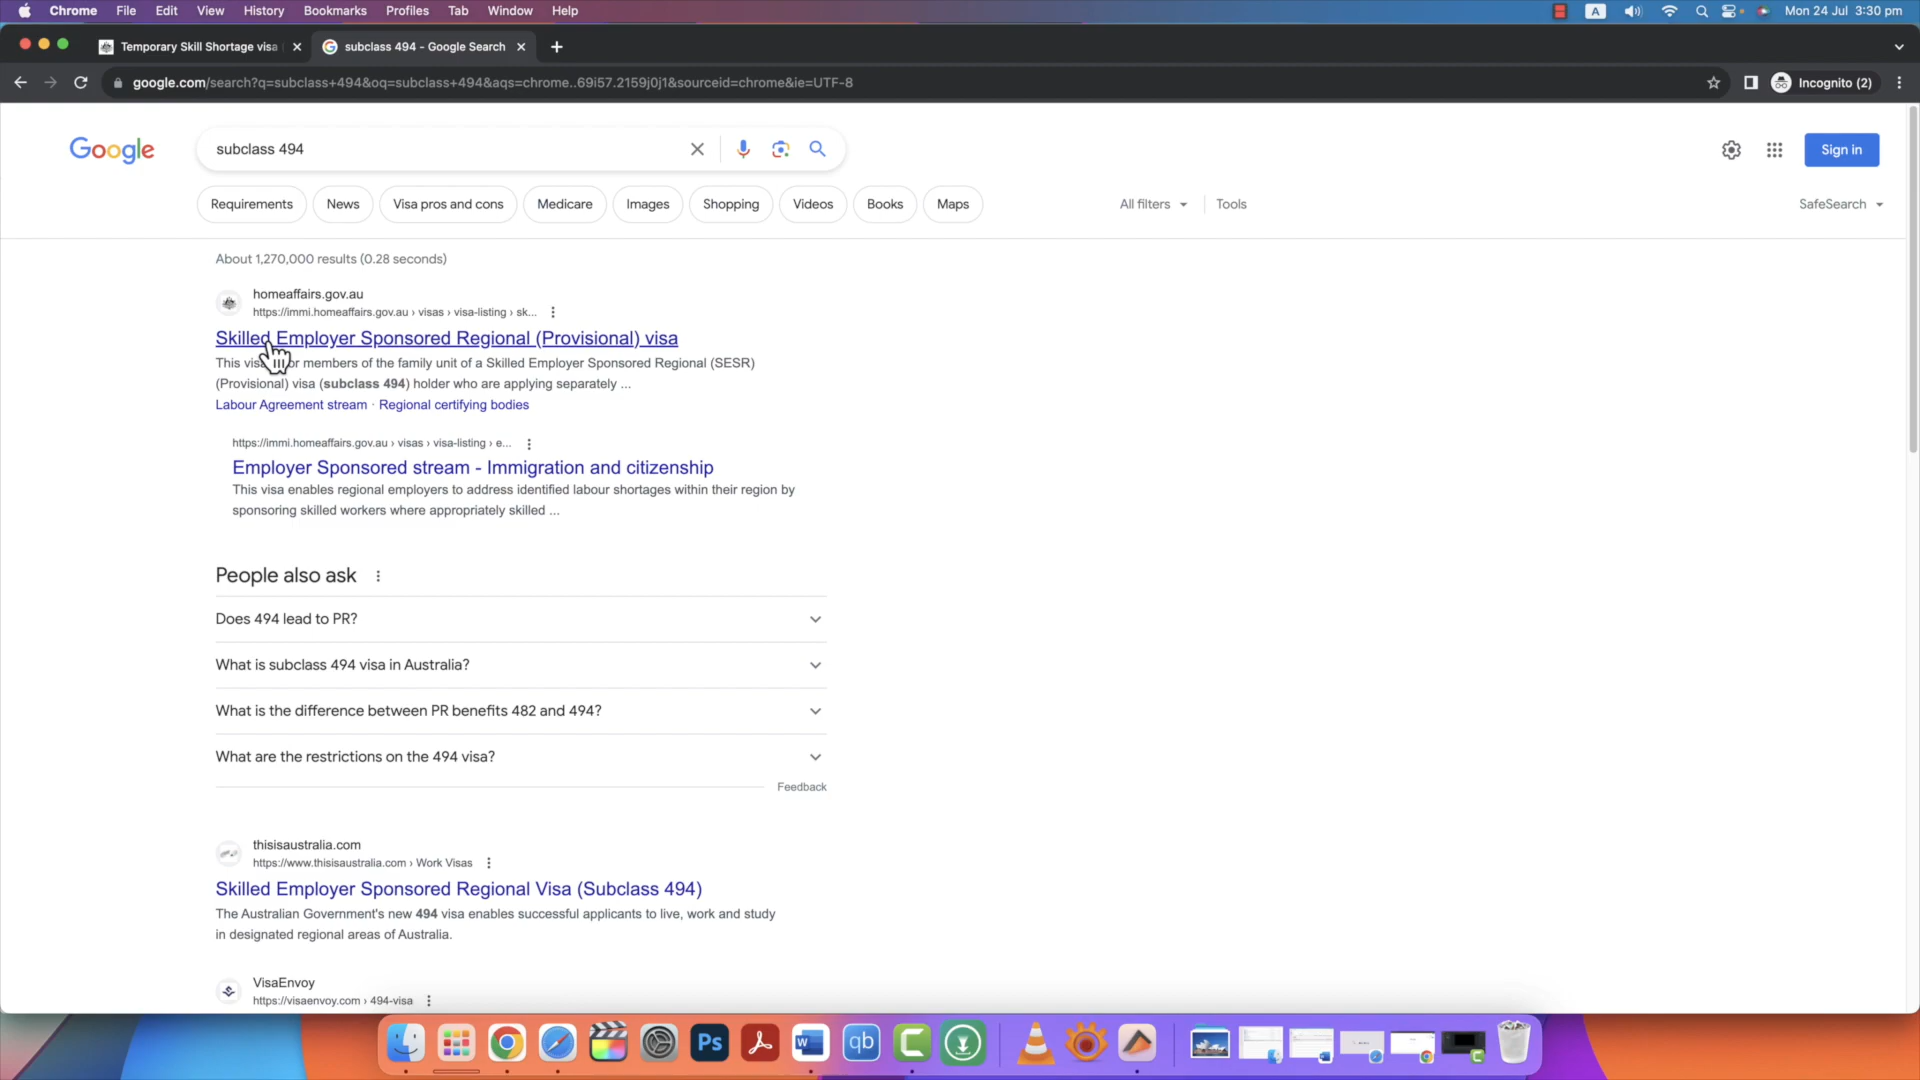 Chrome File Edit View History Bookmarks Profiles Tab Window Help A Mon 24 Jul 3:30 pm
Temporary Skill Shortage visa subclass 494 - Google Search
google.com/search?q=subclass+494&oq=subclass+494&aqs=chrome..69i57.2159j0j1&sourceid=chrome&ie=UTF-8 Incognito (2)
Google subclass 494 Sign in
Requirements News Visa pros and cons Medicare Images Shopping Videos Books Maps All filters Tools SafeSearch
About 1,270,000 results (0.28 seconds)
homeaffairs.gov.au
https://immi.homeaffairs.gov.au › visas › visa-listing › sk...
Skilled Employer Sponsored Regional (Provisional) visa
This visa or members of the family unit of a Skilled Employer Sponsored Regional (SESR)
(Provisional) visa (subclass 494) holder who are applying separately ...
Labour Agreement stream · Regional certifying bodies
https://immi.homeaffairs.gov.au › visas › visa-listing › e...
Employer Sponsored stream - Immigration and citizenship
This visa enables regional employers to address identified labour shortages within their region by
sponsoring skilled workers where appropriately skilled ...
People also ask
Does 494 lead to PR?
What is subclass 494 visa in Australia?
What is the difference between PR benefits 482 and 494?
What are the restrictions on the 494 visa?
Feedback
thisisaustralia.com
https://www.thisisaustralia.com › Work Visas
Skilled Employer Sponsored Regional Visa (Subclass 494)
The Australian Government's new 494 visa enables successful applicants to live, work and study
in designated regional areas of Australia.
VisaEnvoy
https://visaenvoy.com › 494-visa
Ps W qb